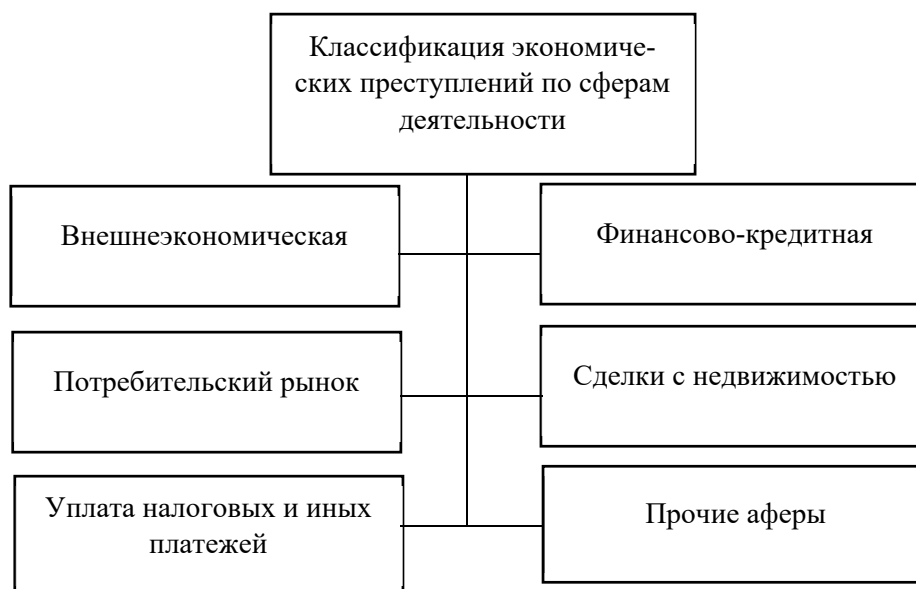 Классификация экономиче-
ских преступлений по сферам
деятельности
Внешнеэкономическая
Финансово-кредитная
Потребительский рынок
Сделки с недвижимостью
Уплата налоговых и иных
платежей
Прочие аферы